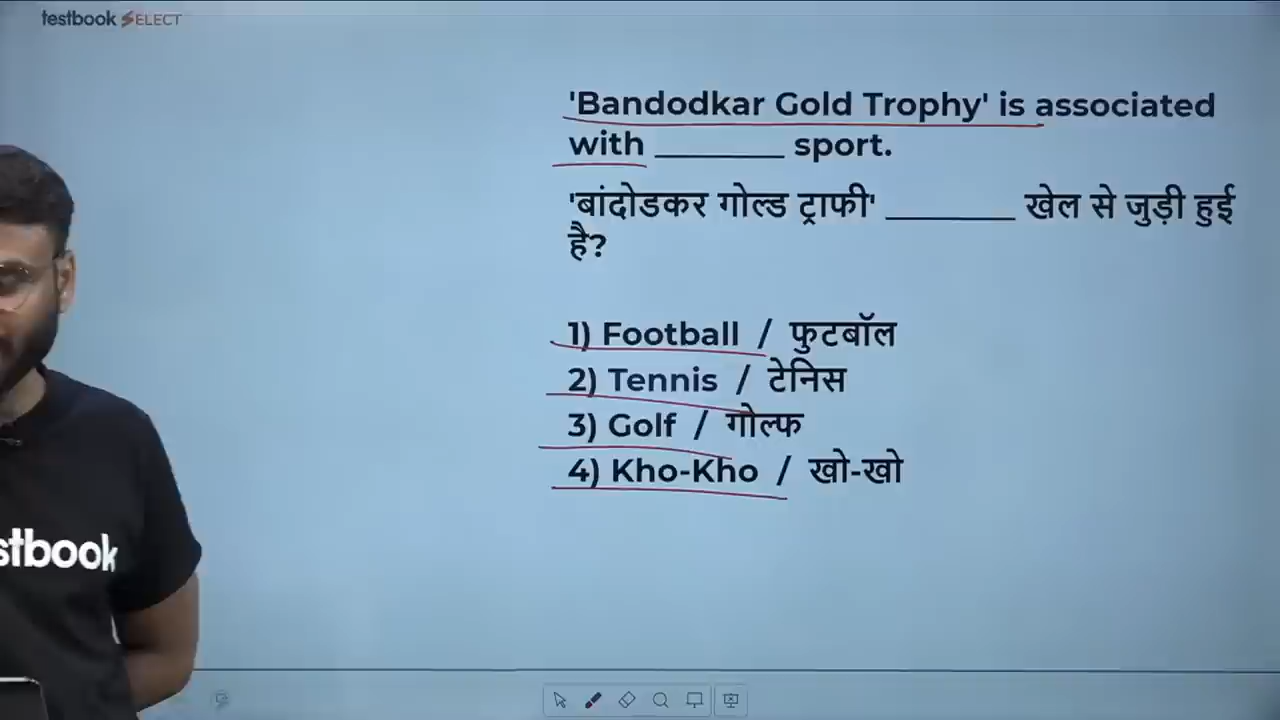 testbook SELECT
'Bandodkar Gold Trophy' is associated
with ________ sport.
'बांदोडकर गोल्ड ट्राफी' ________ खेल से जुड़ी हुई
है?
1) Football / फुटबॉल
2) Tennis / टेनिस
3) Golf / गोल्फ
4) Kho-Kho / खो-खो
stbook